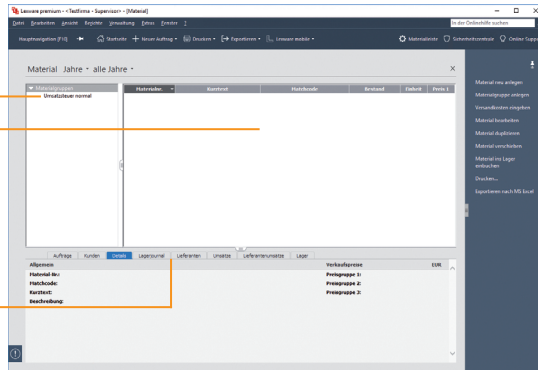 Lexware premium - <Testfirma - Supervisor> - [Material]
Datei Bearbeiten Ansicht Berichte Verwaltung Extras Fenster ?
In der Onlinehilfe suchen
Hauptnavigation [F10] Startseite Neuer Auftrag Drucken Exportieren Lexware mobile Materialliste Sicherheitszentrale Online Supp
Material Jahre alle Jahre
Materialgruppen
Umsatzsteuer normal
Materialnr. Kurztext Matchcode Bestand Einheit Preis 1
Material neu anlegen
Materialgruppe anlegen
Versandkosten eingeben
Material bearbeiten
Material duplizieren
Material verschieben
Material ins Lager
einbuchen
Drucken...
Exportieren nach MS Excel
Aufträge Kunden Details Lagerjournal Lieferanten Umsätze Lieferantenumsätze Lager
Allgemein Verkaufspreise EUR
Material-Nr.: Preisgruppe 1:
Matchcode: Preisgruppe 2:
Kurztext: Preisgruppe 3:
Beschreibung: